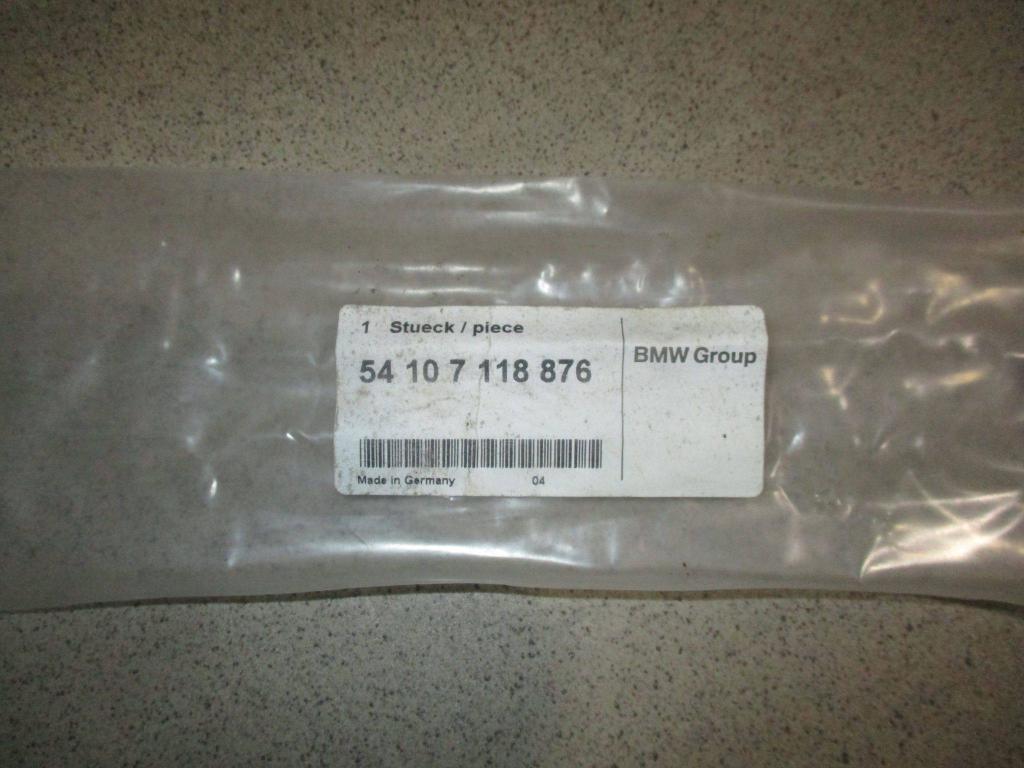 1 Stueck / piece
54 10 7 118 876
BMW Group
Made in Germany 04